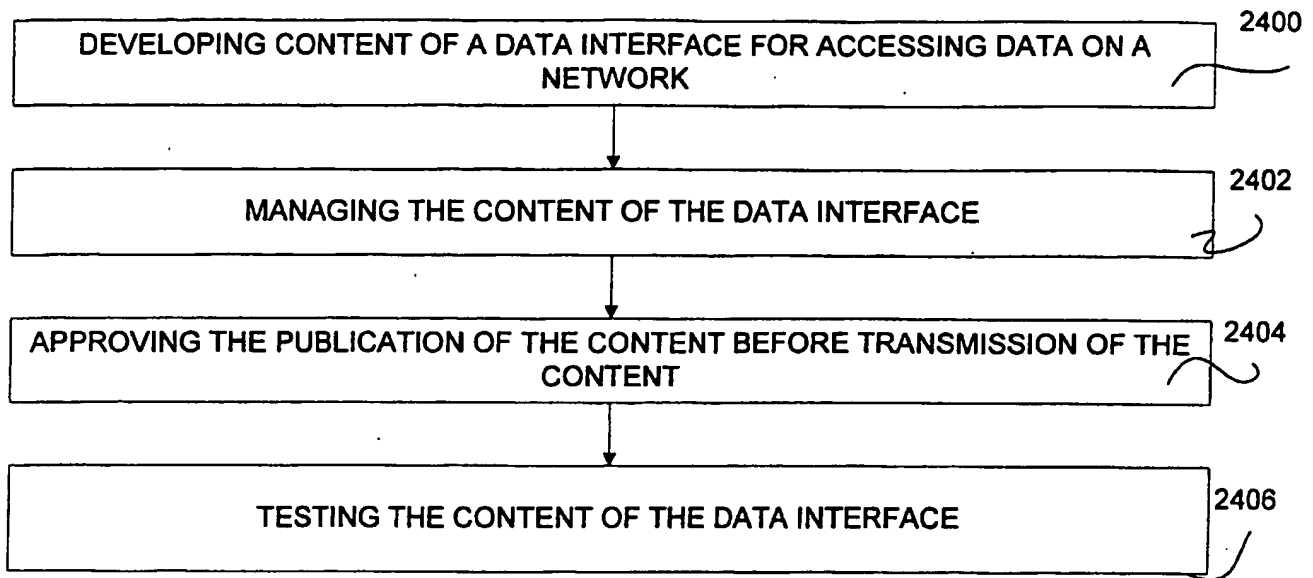 2400
DEVELOPING CONTENT OF A DATA INTERFACE FOR ACCESSING DATA ON A
NETWORK
2402
MANAGING THE CONTENT OF THE DATA INTERFACE
2404
APPROVING THE PUBLICATION OF THE CONTENT BEFORE TRANSMISSION OF THE
CONTENT
2406
TESTING THE CONTENT OF THE DATA INTERFACE